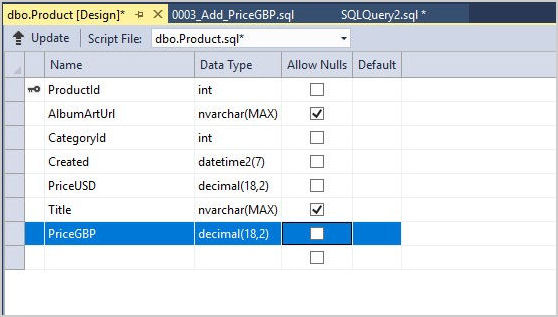 dbo.Product [Design]* 0003_Add_PriceGBP.sql SQLQuery2.sql *
Update Script File: dbo.Product.sql*
Name Data Type Allow Nulls Default
ProductId int
AlbumArtUrl nvarchar(MAX)
CategoryId int
Created datetime2(7)
PriceUSD decimal(18,2)
Title nvarchar(MAX)
PriceGBP decimal(18,2)